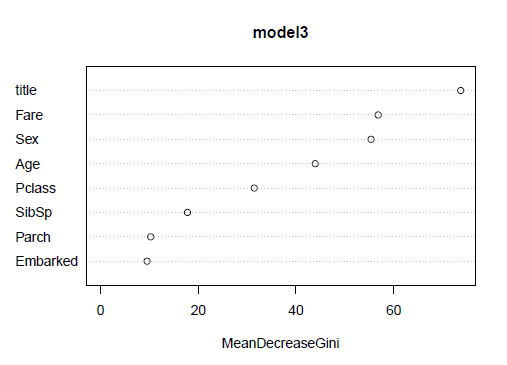 model3
title
Fare
Sex
Age
Pclass
SibSp
Parch
Embarked
0 20 40 60
MeanDecreaseGini